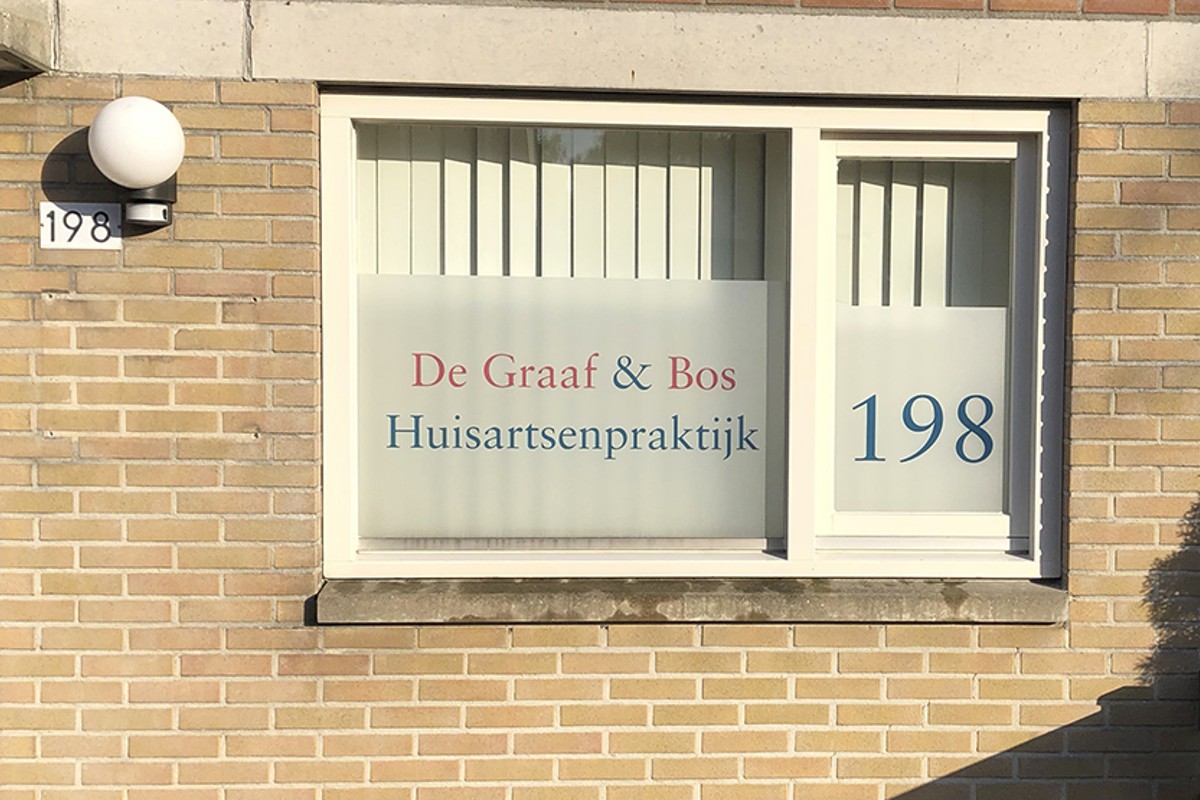 198
De Graaf & Bos
Huisartsenpraktijk
198